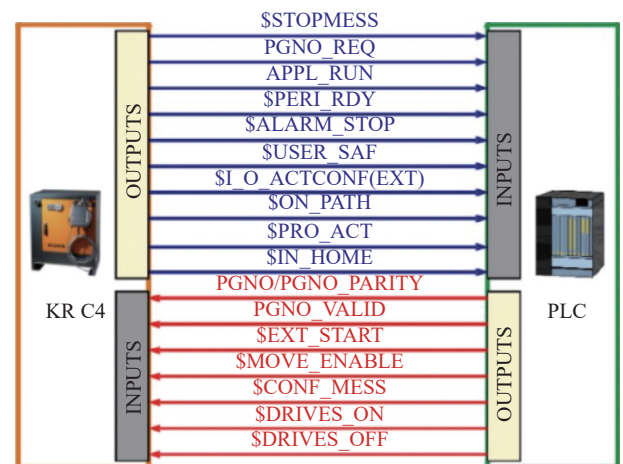 $STOPMESS
PGNO_REQ
APPL_RUN
$PERI_RDY
$ALARM_STOP
$USER_SAF
$I_O_ACTCONF(EXT)
$ON_PATH
$PRO_ACT
$IN_HOME
OUTPUTS
INPUTS
KR C4
PLC
PGNO/PGNO_PARITY
PGNO_VALID
$EXT_START
$MOVE_ENABLE
$CONF_MESS
$DRIVES_ON
$DRIVES_OFF
INPUTS
OUTPUTS